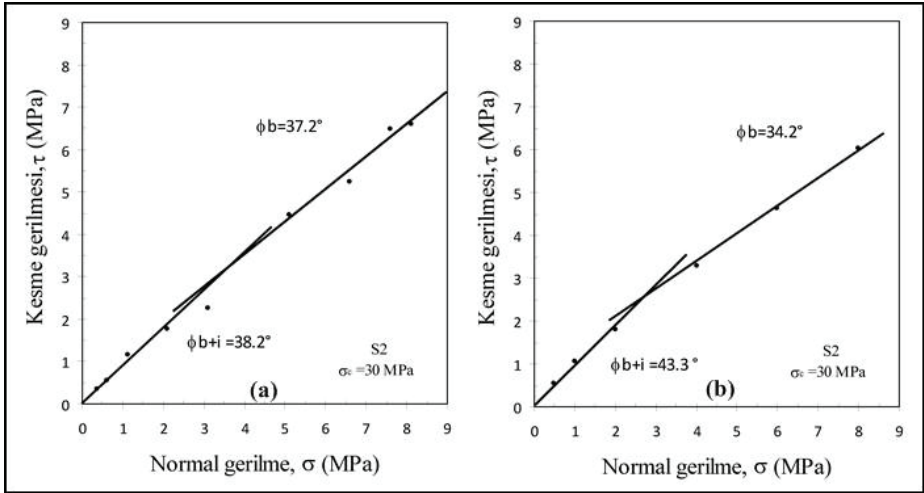 Kesme gerilmesi,τ (MPa)
9
8
7
6
5
4
3
2
1
0
ϕb=37.2°
ϕb+i =38.2°
S2
σc =30 MPa
(a)
0 1 2 3 4 5 6 7 8 9
Normal gerilme, σ (MPa)
Kesme gerilmesi, τ (MPa)
9
8
7
6
5
4
3
2
1
0
ϕb=34.2°
ϕb+i =43.3 °
S2
σc =30 MPa
(b)
0 1 2 3 4 5 6 7 8 9
Normal gerilme, σ (MPa)